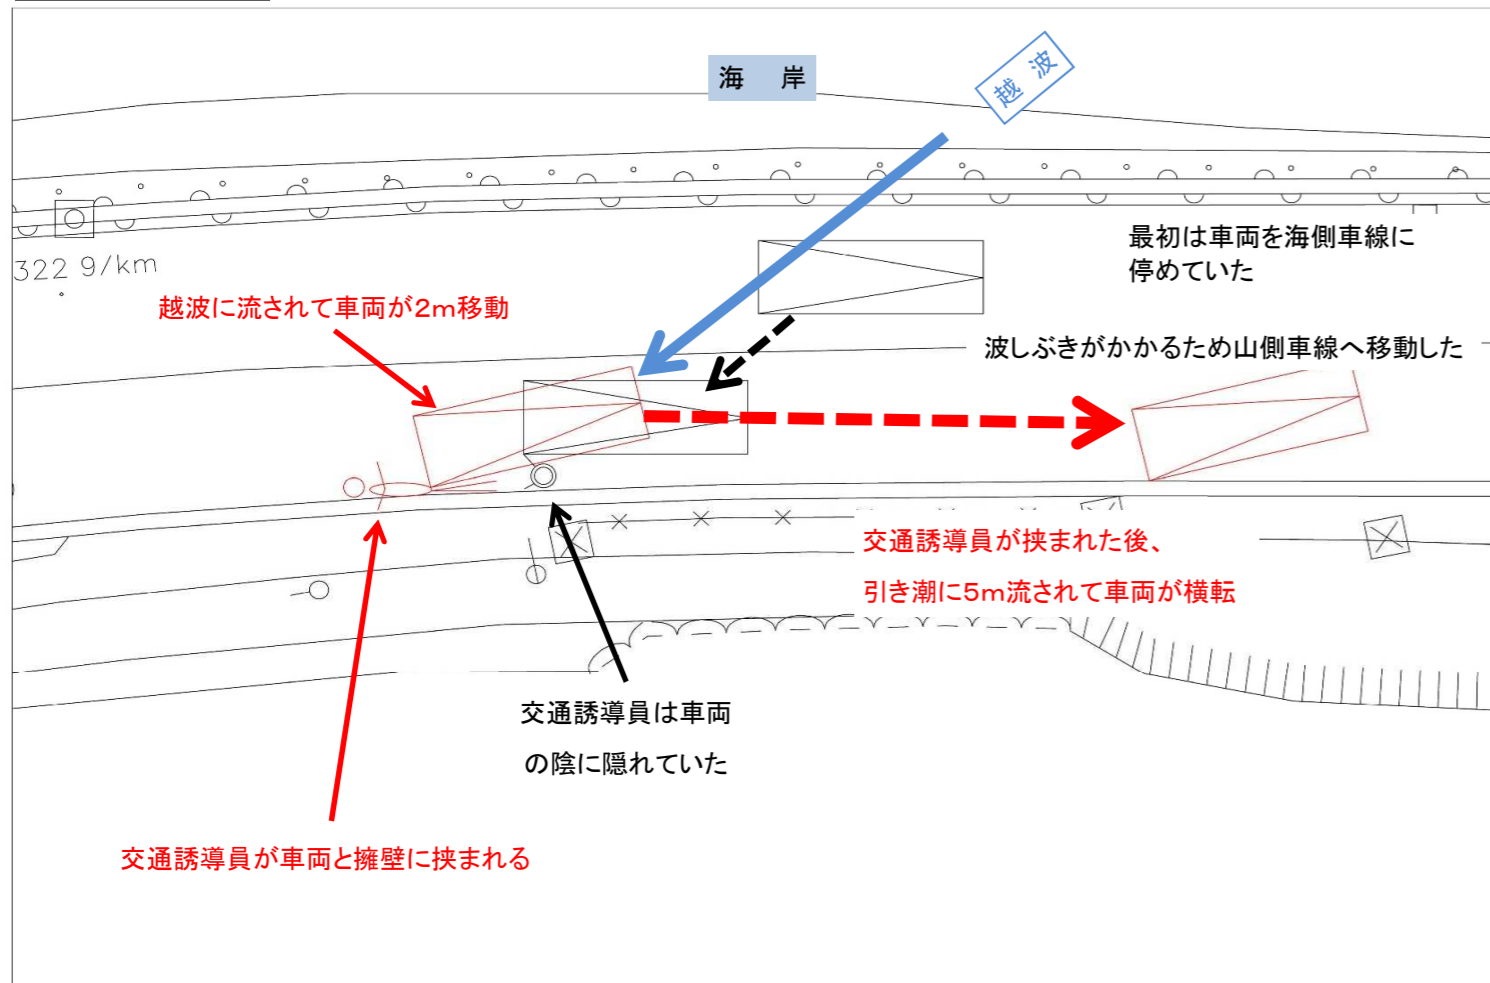 海 岸
越 波
最初は車両を海側車線に
停めていた
322 9/km
越波に流されて車両が2m移動
波しぶきがかかるため山側車線へ移動した
交通誘導員が挟まれた後、
引き潮に5m流されて車両が横転
交通誘導員は車両
の陰に隠れていた
交通誘導員が車両と擁壁に挟まれる